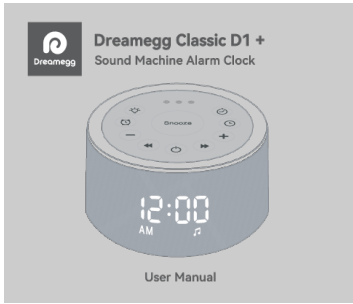 Dreamegg
Dreamegg Classic D1 +
Sound Machine Alarm Clock
Snooze
12:00
AM
User Manual